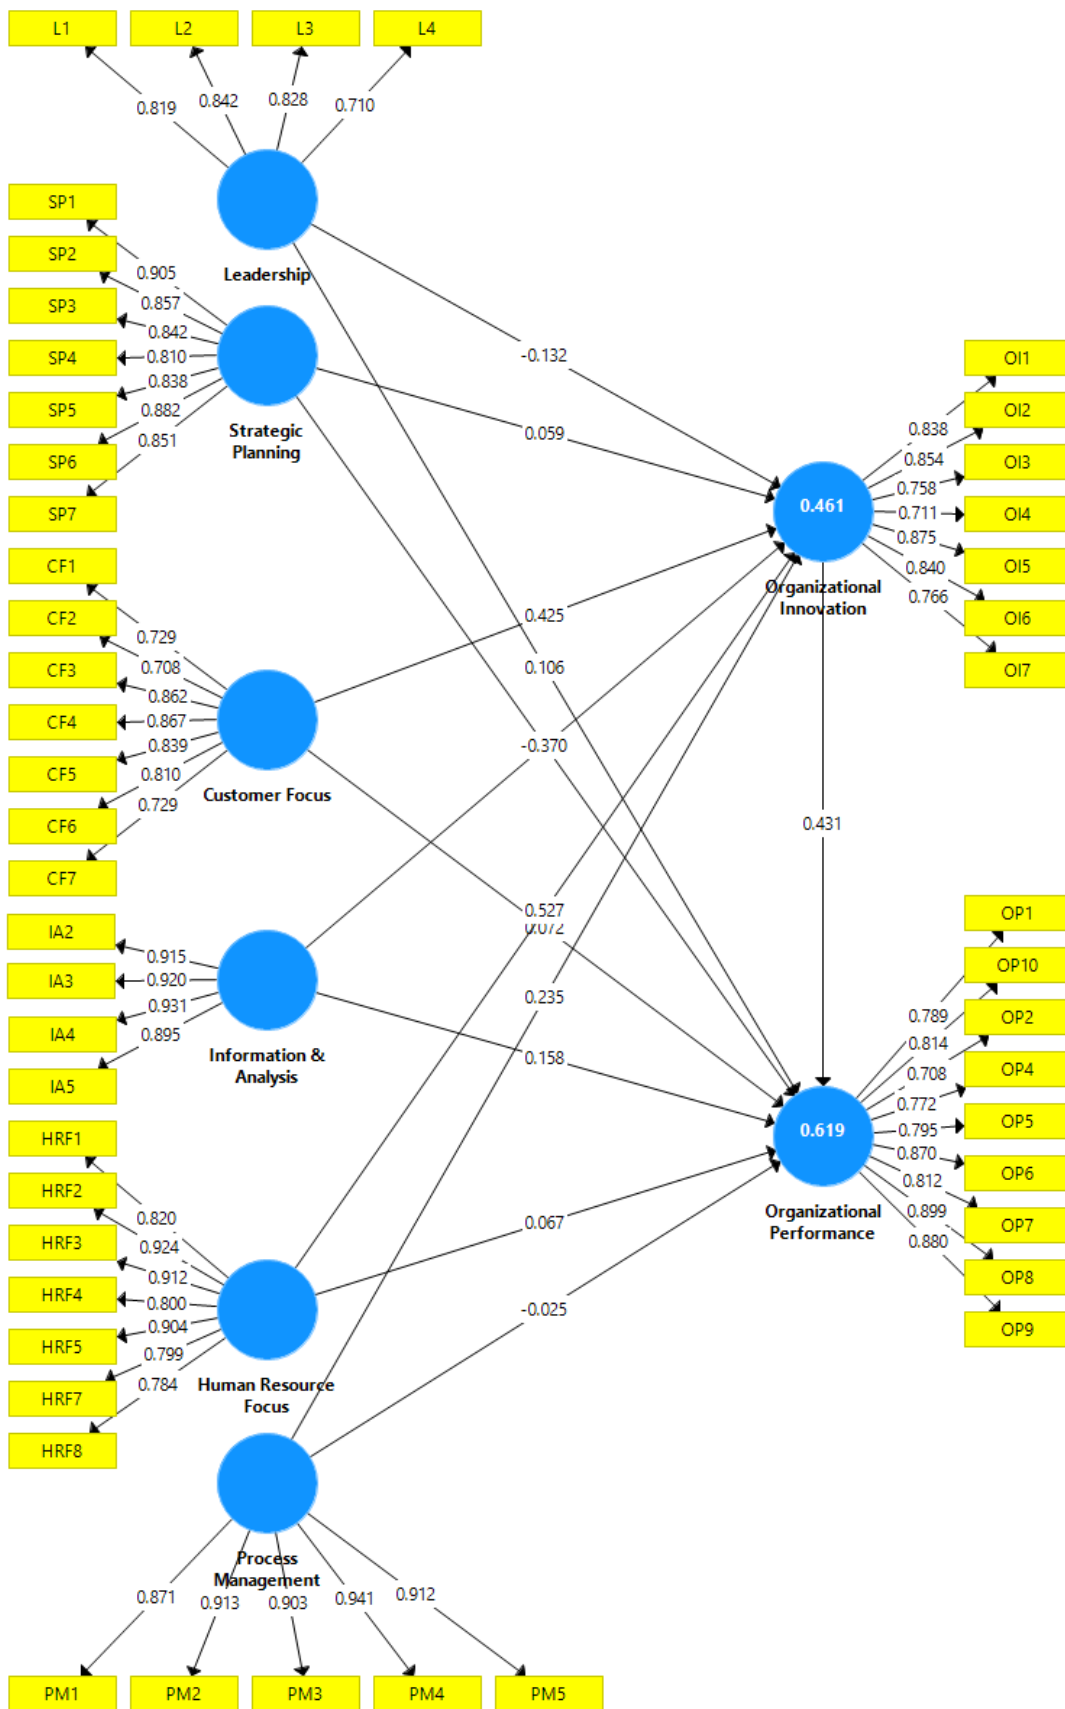 L1
L2
L3
L4
0.819
0.842
0.828
0.710
Leadership
SP1
SP2
SP3
SP4
SP5
SP6
SP7
0.905
0.857
0.842
0.810
0.838
0.882
0.851
Strategic
Planning
CF1
CF2
CF3
CF4
CF5
CF6
CF7
0.729
0.708
0.862
0.867
0.839
0.810
0.729
Customer Focus
IA2
IA3
IA4
IA5
0.915
0.920
0.931
0.895
Information &
Analysis
HRF1
HRF2
HRF3
HRF4
HRF5
HRF7
HRF8
0.820
0.924
0.912
0.800
0.904
0.799
0.784
Human Resource
Focus
Process
Management
0.871
0.913
0.903
0.941
0.912
PM1
PM2
PM3
PM4
PM5
-0.132
0.059
0.425
0.106
-0.370
0.527
0.072
0.235
0.158
0.067
-0.025
0.431
0.461
Organizational
Innovation
0.838
0.854
0.758
0.711
0.875
0.840
0.766
OI1
OI2
OI3
OI4
OI5
OI6
OI7
0.619
Organizational
Performance
0.789
0.814
0.708
0.772
0.795
0.870
0.812
0.899
0.880
OP1
OP10
OP2
OP4
OP5
OP6
OP7
OP8
OP9